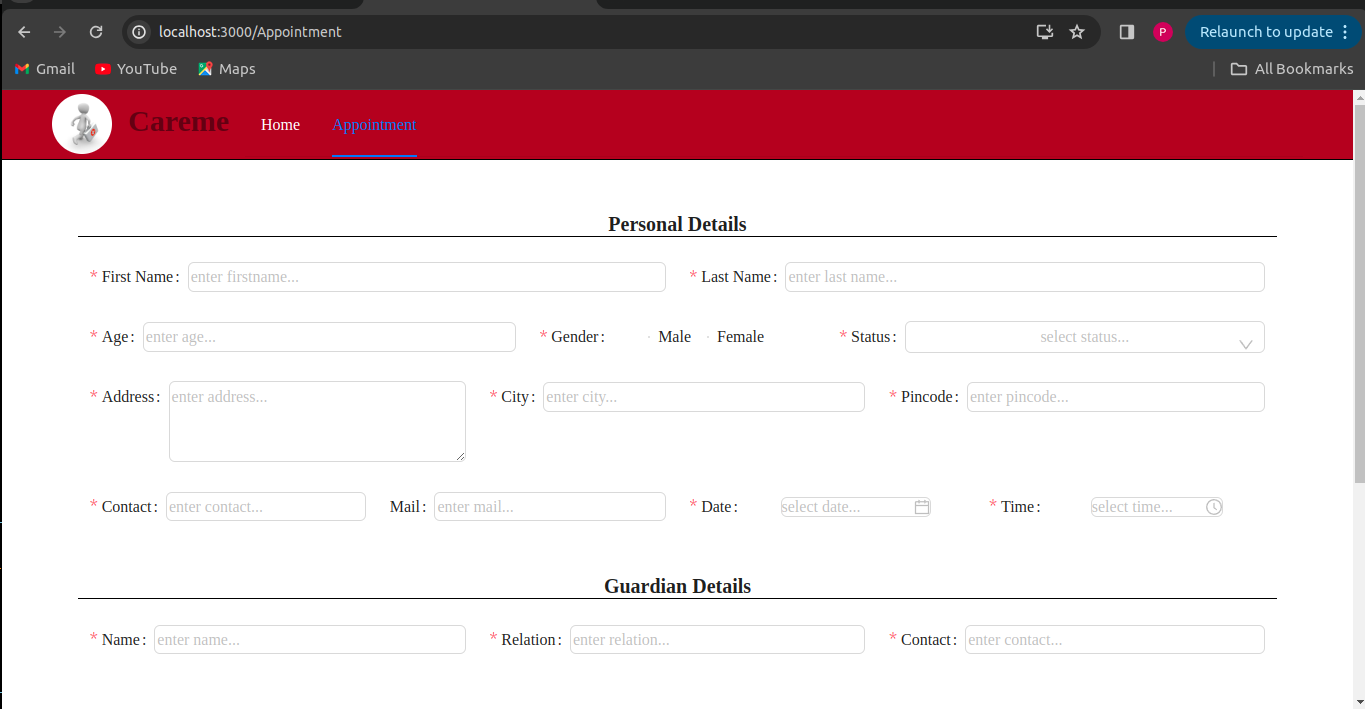 localhost:3000/Appointment
P
Relaunch to update
Gmail YouTube Maps
All Bookmarks
Careme Home Appointment
Personal Details
* First Name : enter firstname... * Last Name : enter last name...
* Age : enter age... * Gender : Male Female * Status : select status...
* Address : enter address... * City : enter city... * Pincode : enter pincode...
* Contact : enter contact... Mail : enter mail... * Date : select date... * Time : select time...
Guardian Details
* Name : enter name... * Relation : enter relation... * Contact : enter contact...